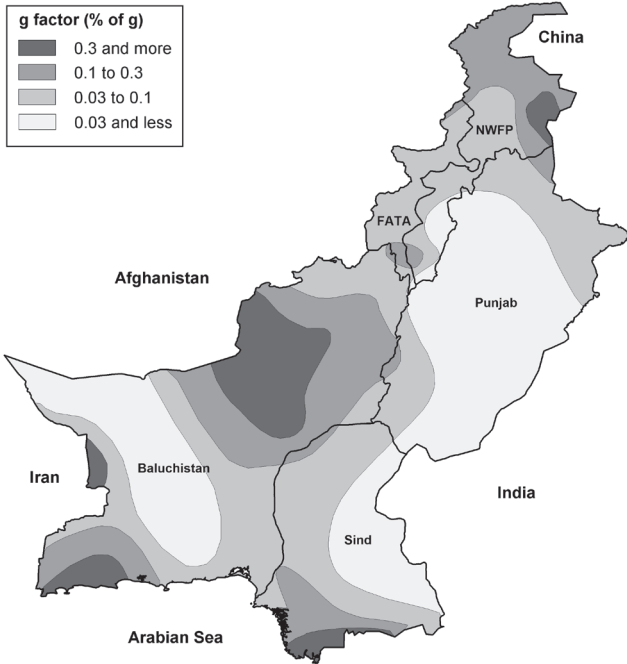 g factor (% of g)
0.3 and more
0.1 to 0.3
0.03 to 0.1
0.03 and less
China
NWFP
FATA
Afghanistan
Punjab
Baluchistan
Iran
India
Sind
Arabian Sea